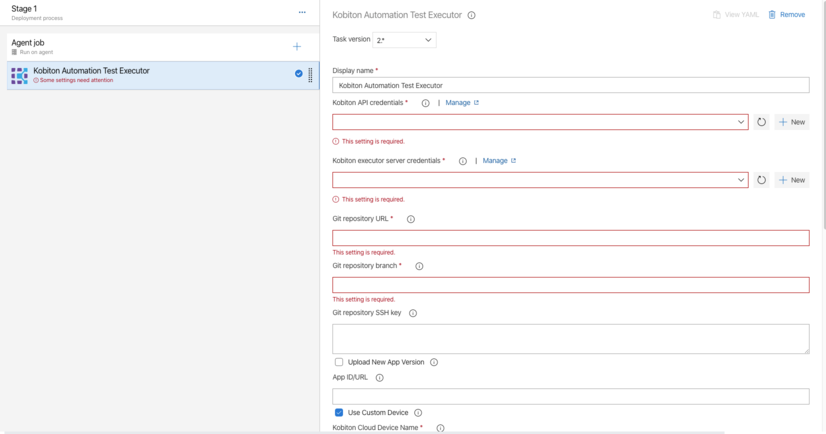 Stage 1
Deployment process
Agent job
Run on agent
Kobiton Automation Test Executor
Some settings need attention
Kobiton Automation Test Executor
View YAML
Remove
Task version
2.*
Display name *
Kobiton Automation Test Executor
Kobiton API credentials *
| Manage
New
This setting is required.
Kobiton executor server credentials *
| Manage
New
This setting is required.
Git repository URL *
This setting is required.
Git repository branch *
This setting is required.
Git repository SSH key
Upload New App Version
App ID/URL
Use Custom Device
Kobiton Cloud Device Name *